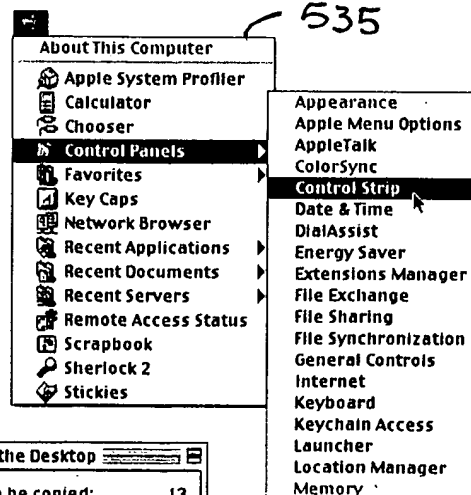 535
About This Computer
Apple System Profiler
Calculator
Chooser
Control Panels
Favorites
Key Caps
Network Browser
Recent Applications
Recent Documents
Recent Servers
Remote Access Status
Scrapbook
Sherlock 2
Stickies
Appearance
Apple Menu Options
AppleTalk
ColorSync
Control Strip
Date & Time
DialAssist
Energy Saver
Extensions Manager
File Exchange
File Sharing
File Synchronization
General Controls
Internet
Keyboard
Keychain Access
Launcher
Location Manager
Memory
the Desktop
be copied: 13